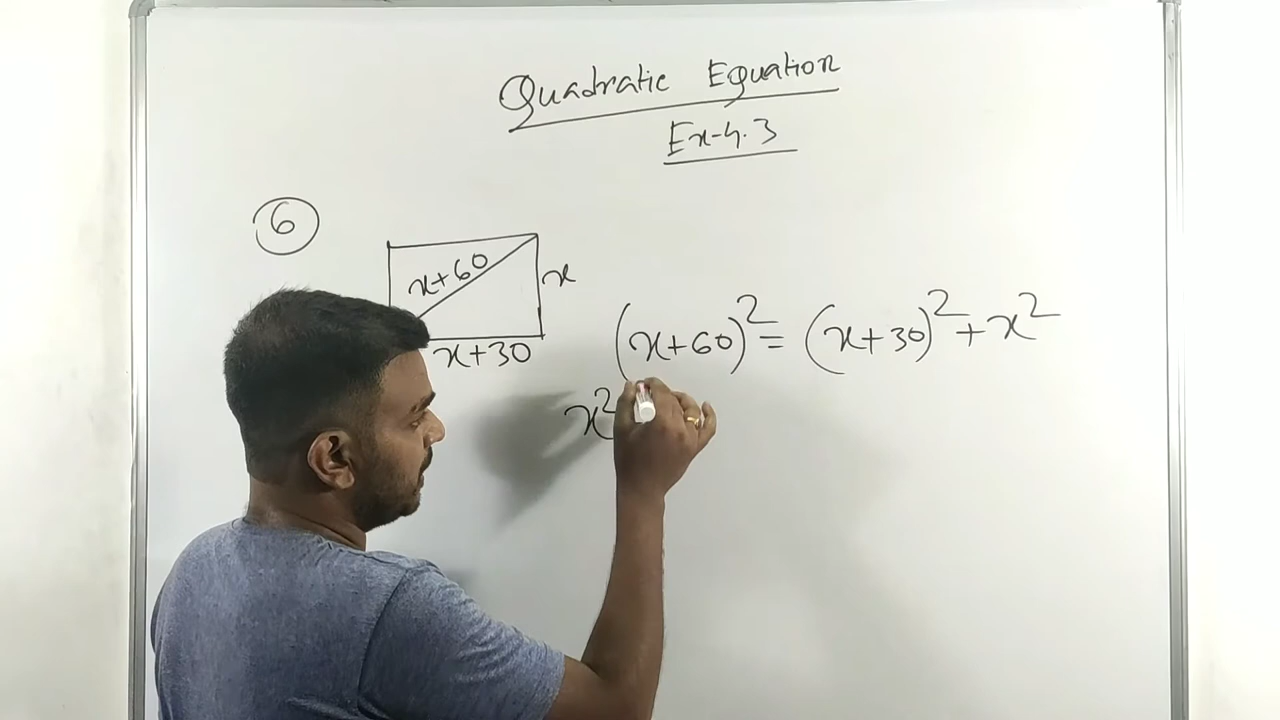 Quadratic Equation
Ex-4.3
6
x+60
x
x+30
(x+60)² = (x+30)² + x²
x²